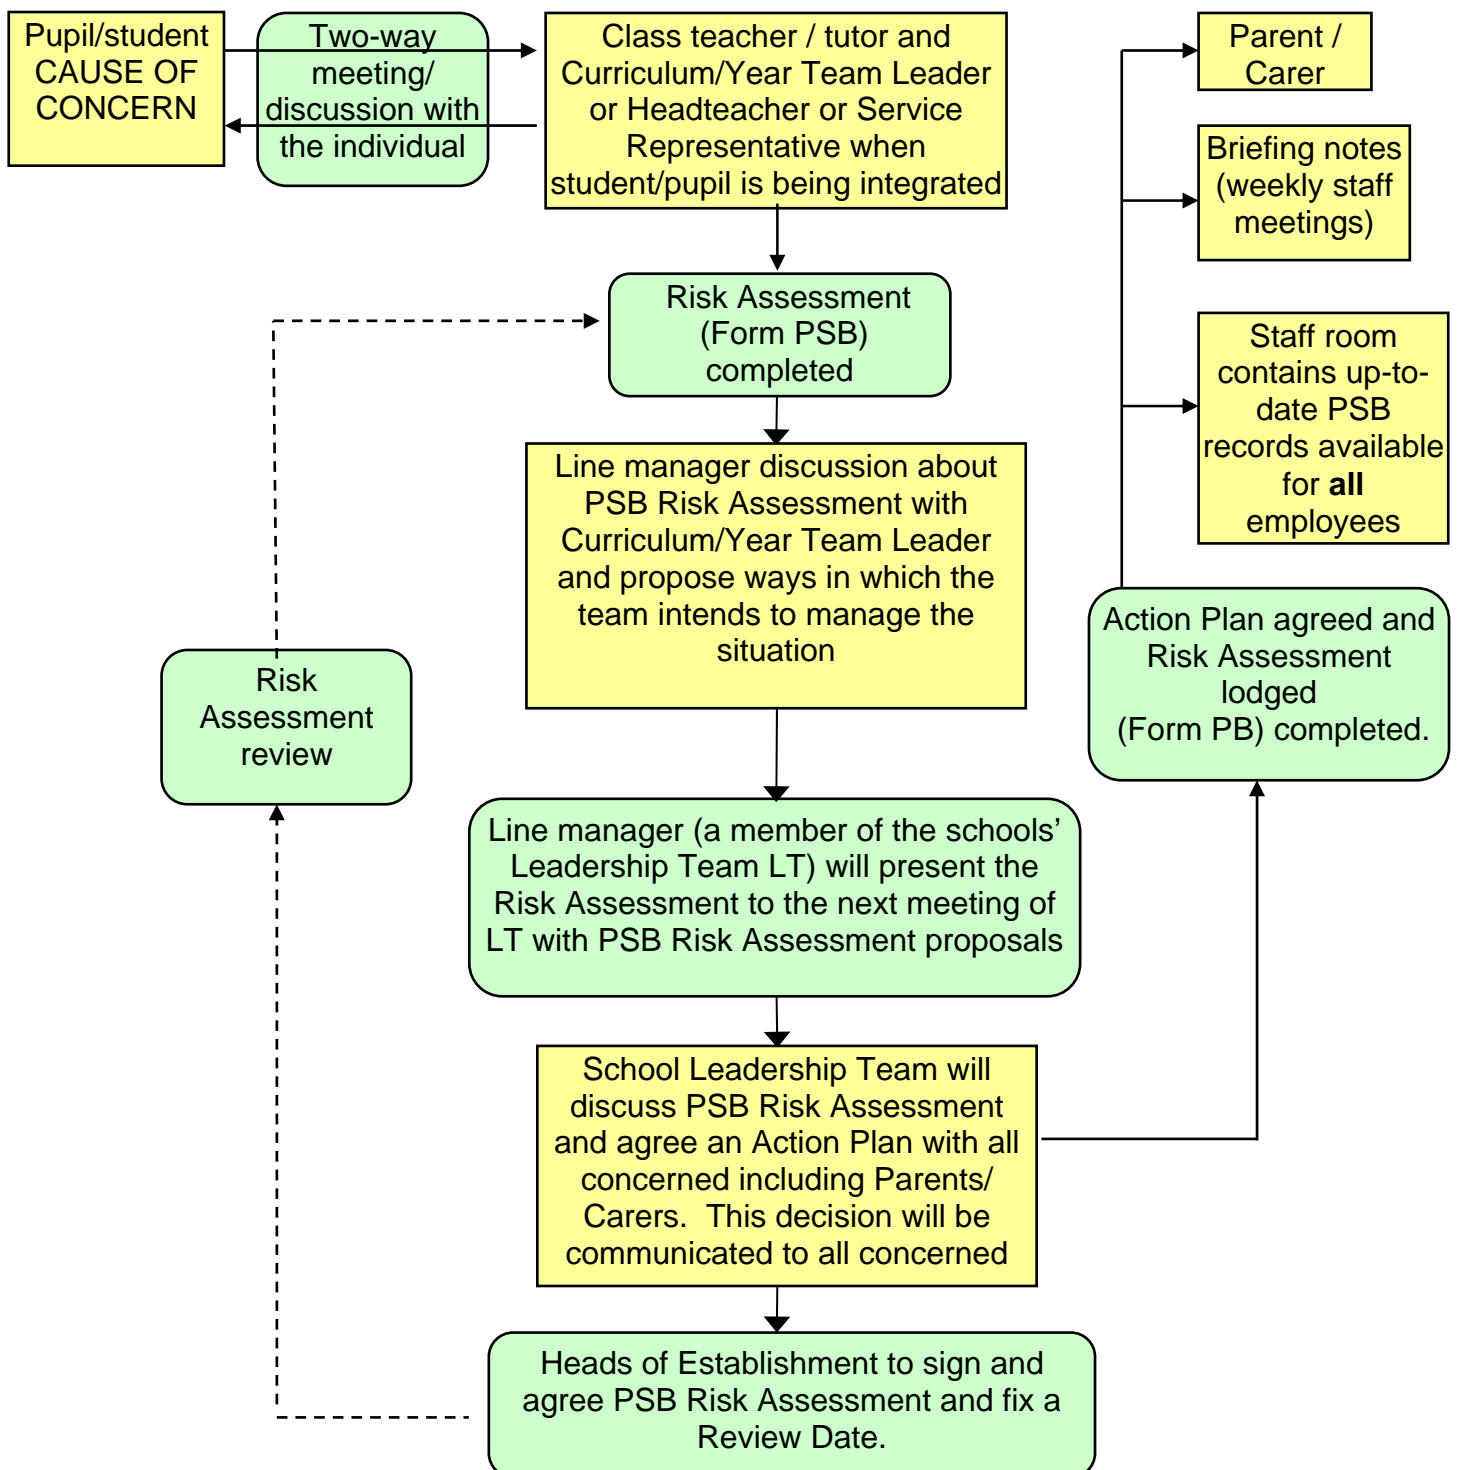 Pupil/student
CAUSE OF
CONCERN
Two-way
meeting/
discussion with
the individual
Class teacher / tutor and
Curriculum/Year Team Leader
or Headteacher or Service
Representative when
student/pupil is being integrated
Parent /
Carer
Briefing notes
(weekly staff
meetings)
Staff room
contains up-to-
date PSB
records available
for all
employees
Risk Assessment
(Form PSB)
completed
Line manager discussion about
PSB Risk Assessment with
Curriculum/Year Team Leader
and propose ways in which the
team intends to manage the
situation
Action Plan agreed and
Risk Assessment
lodged
(Form PB) completed.
Risk
Assessment
review
Line manager (a member of the schools’
Leadership Team LT) will present the
Risk Assessment to the next meeting of
LT with PSB Risk Assessment proposals
School Leadership Team will
discuss PSB Risk Assessment
and agree an Action Plan with all
concerned including Parents/
Carers.  This decision will be
communicated to all concerned
Heads of Establishment to sign and
agree PSB Risk Assessment and fix a
Review Date.